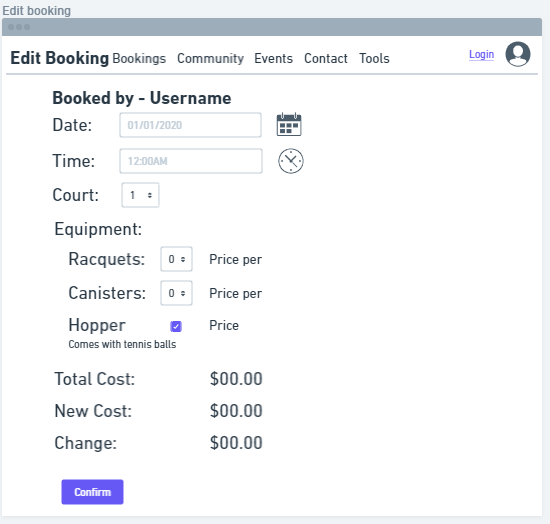 Edit booking
Edit Booking Bookings Community Events Contact Tools Login
Booked by - Username
Date: 01/01/2020
Time: 12:00AM
Court: 1
Equipment:
Racquets: 0 Price per
Canisters: 0 Price per
Hopper Price
Comes with tennis balls
Total Cost: $00.00
New Cost: $00.00
Change: $00.00
Confirm